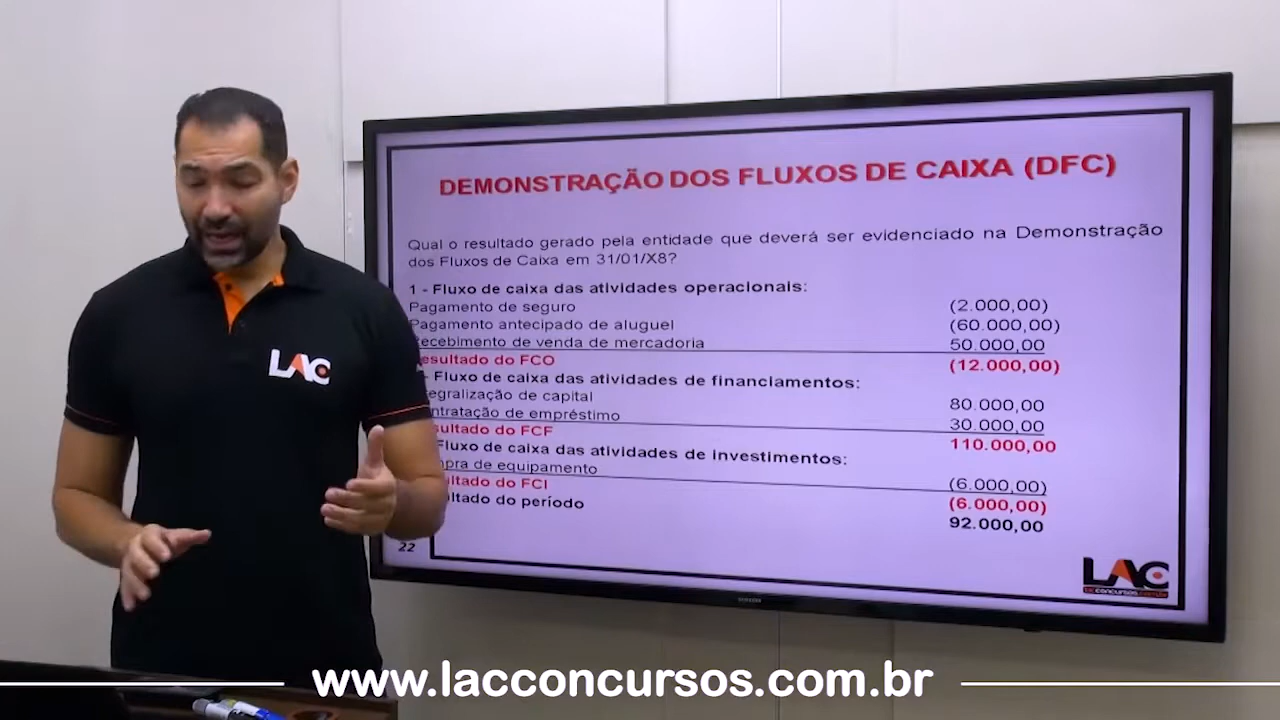 DEMONSTRAÇÃO DOS FLUXOS DE CAIXA (DFC)
Qual o resultado gerado pela entidade que deverá ser evidenciado na Demonstração
dos Fluxos de Caixa em 31/01/X8?
1 - Fluxo de caixa das atividades operacionais:
Pagamento de seguro (2.000,00)
Pagamento antecipado de aluguel (60.000,00)
ecebimento de venda de mercadoria 50.000,00
esultado do FCO (12.000,00)
- Fluxo de caixa das atividades de financiamentos:
tegralização de capital 80.000,00
ntratação de empréstimo 30.000,00
sultado do FCF 110.000,00
Fluxo de caixa das atividades de investimentos:
mpra de equipamento (6.000,00)
ltado do FCI (6.000,00)
ltado do período 92.000,00
22
LAC
LAC
www.lacconcursos.com.br